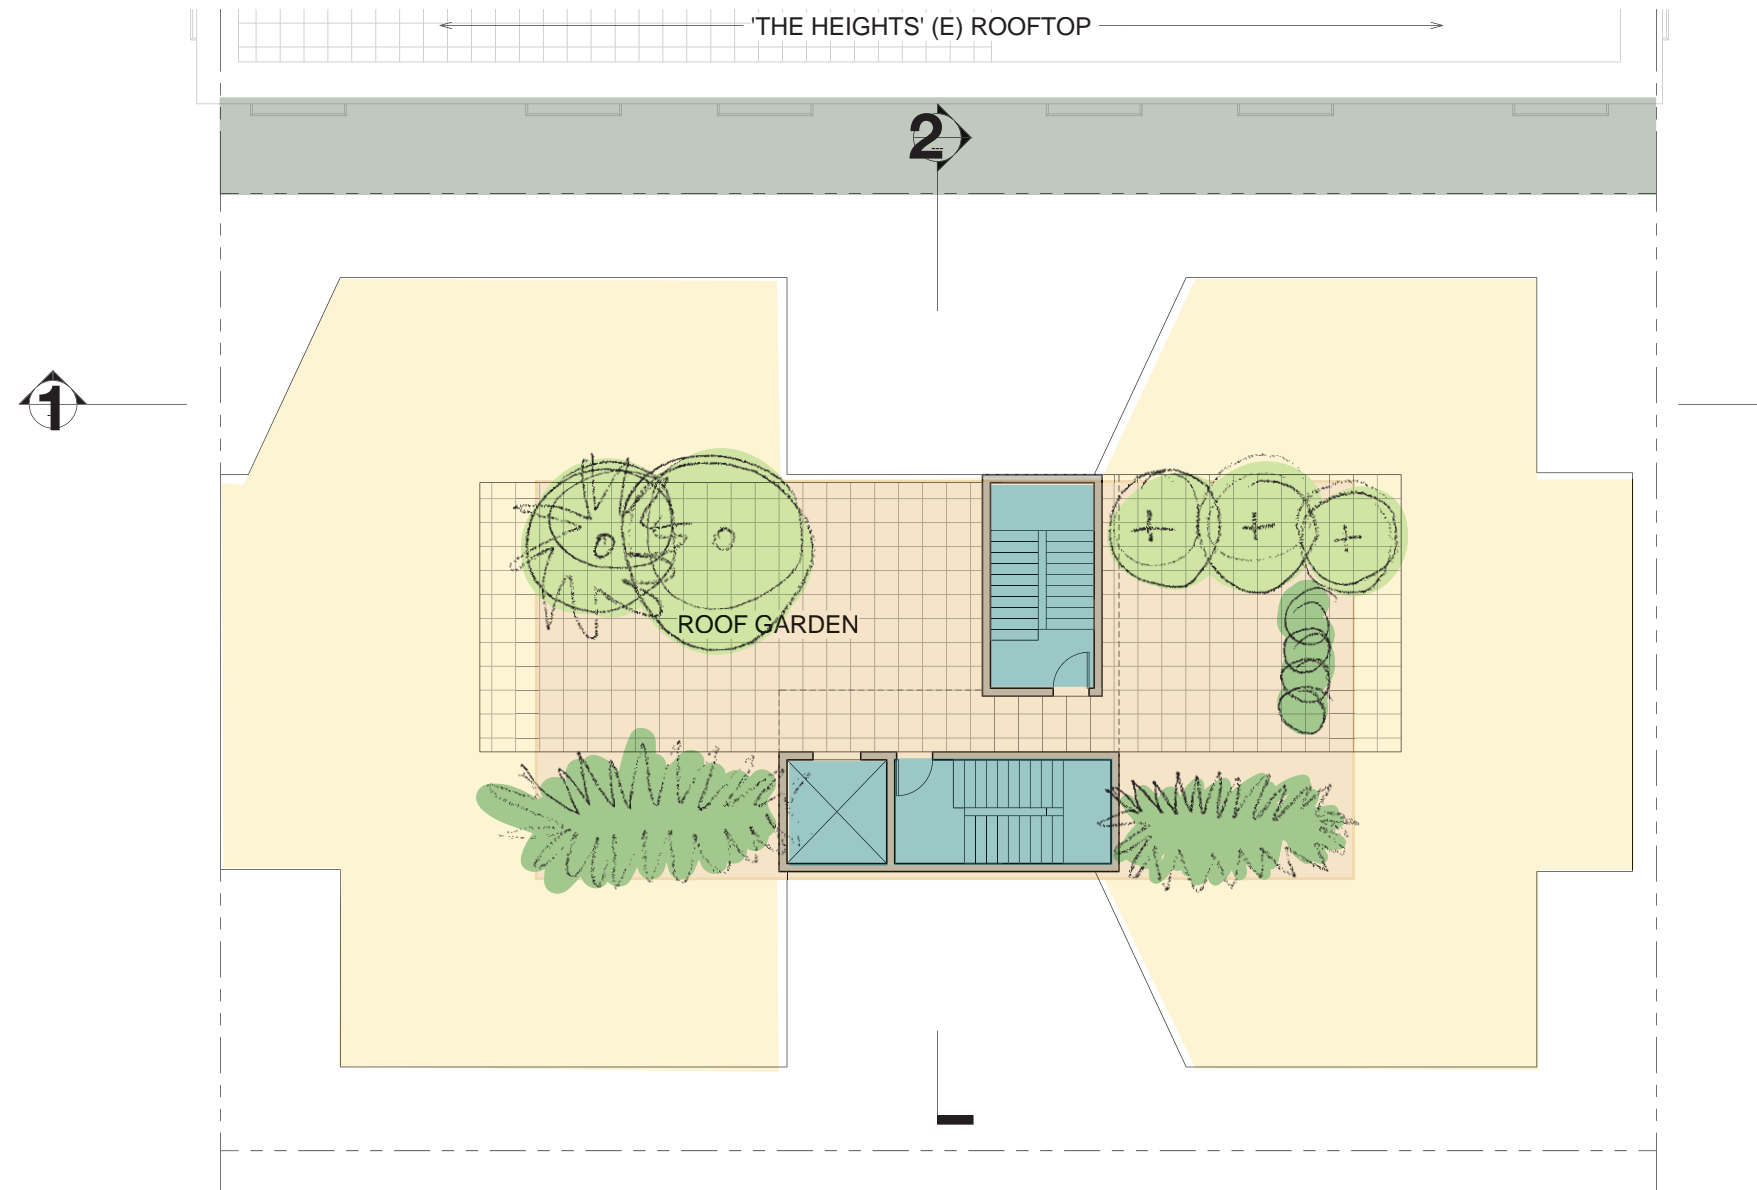 'THE HEIGHTS' (E) ROOFTOP
2
1
ROOF GARDEN